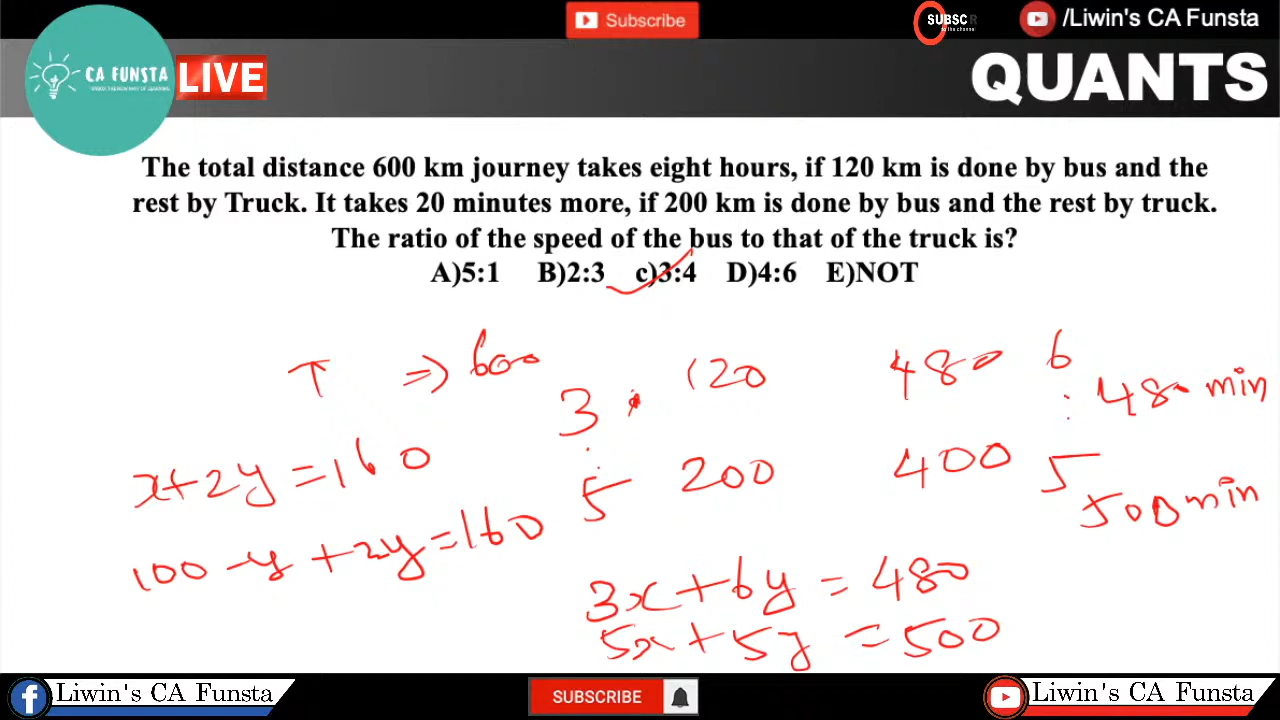 Subscribe
SUBSCR
to the channel
/Liwin's CA Funsta
CA FUNSTA
LIVE
QUANTS
The total distance 600 km journey takes eight hours, if 120 km is done by bus and the
rest by Truck. It takes 20 minutes more, if 200 km is done by bus and the rest by truck.
The ratio of the speed of the bus to that of the truck is?
A)5:1 B)2:3 c)3:4 D)4:6 E)NOT
T => 600
3 : 120 480 6 : 480 min
5 200 400 5 500 min
x+2y=160
100-y+2y=160
3x+6y=480
5x+5y=500
Liwin's CA Funsta
SUBSCRIBE
Liwin's CA Funsta